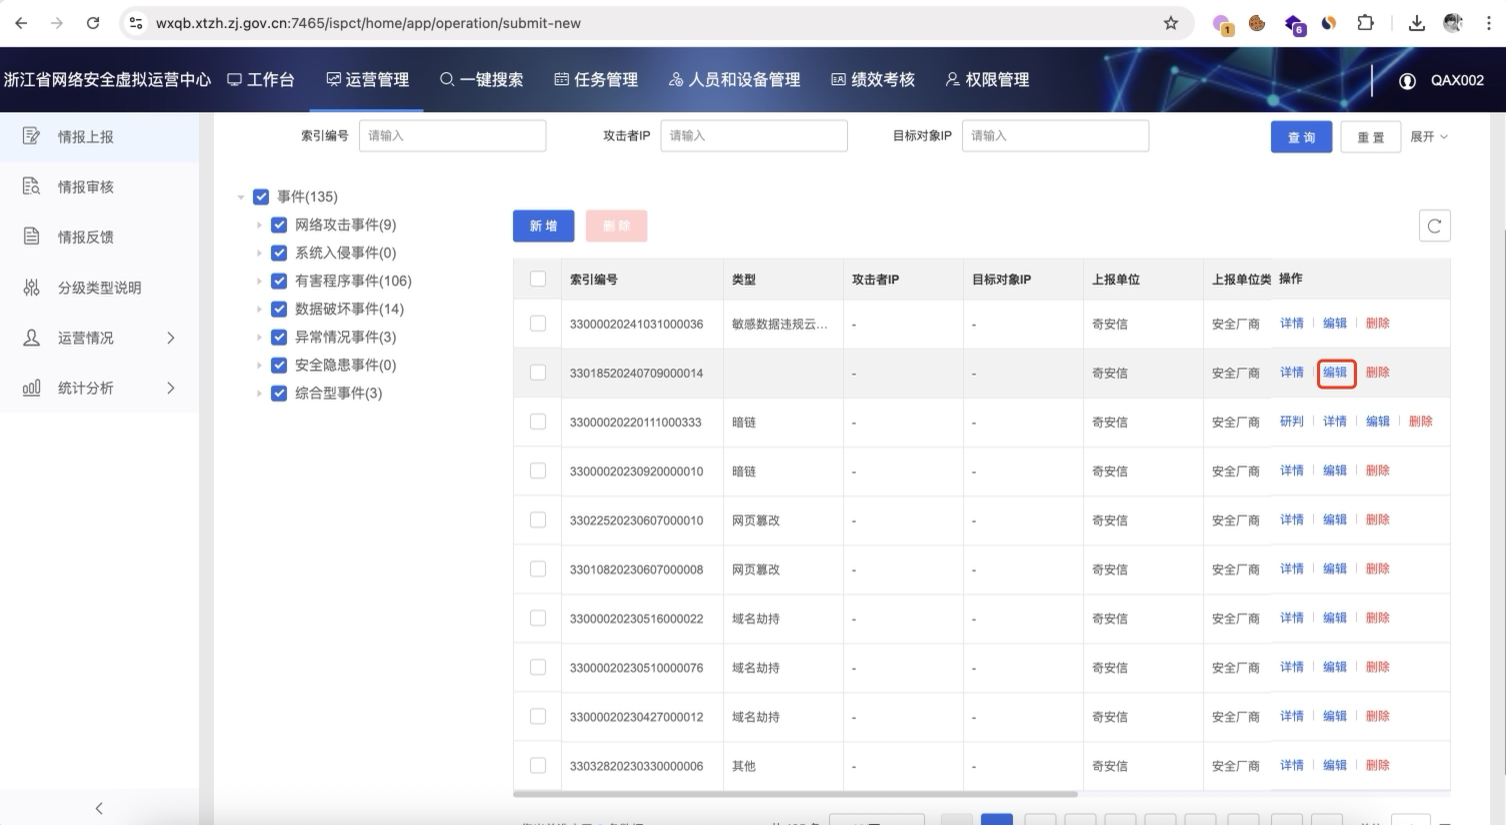 wxqb.xtzh.zj.gov.cn:7465/ispct/home/app/operation/submit-new
1
6
浙江省网络安全虚拟运营中心 工作台 运营管理 一键搜索 任务管理 人员和设备管理 绩效考核 权限管理 QAX002
情报上报
情报审核
情报反馈
分级类型说明
运营情况
统计分析
索引编号 请输入 攻击者IP 请输入 目标对象IP 请输入 查询 重置 展开
事件(135)
网络攻击事件(9)
系统入侵事件(0)
有害程序事件(106)
数据破坏事件(14)
异常情况事件(3)
安全隐患事件(0)
综合型事件(3)
新增 删除
索引编号 类型 攻击者IP 目标对象IP 上报单位 上报单位类 操作
33000020241031000036 敏感数据违规云... - - 奇安信 安全厂商 详情 编辑 删除
33018520240709000014 - - 奇安信 安全厂商 详情 编辑 删除
33000020220111000333 暗链 - - 奇安信 安全厂商 研判 详情 编辑 删除
33000020230920000010 暗链 - - 奇安信 安全厂商 详情 编辑 删除
33022520230607000010 网页篡改 - - 奇安信 安全厂商 详情 编辑 删除
33010820230607000008 网页篡改 - - 奇安信 安全厂商 详情 编辑 删除
33000020230516000022 域名劫持 - - 奇安信 安全厂商 详情 编辑 删除
33000020230510000076 域名劫持 - - 奇安信 安全厂商 详情 编辑 删除
33000020230427000012 域名劫持 - - 奇安信 安全厂商 详情 编辑 删除
33032820230330000006 其他 - - 奇安信 安全厂商 详情 编辑 删除